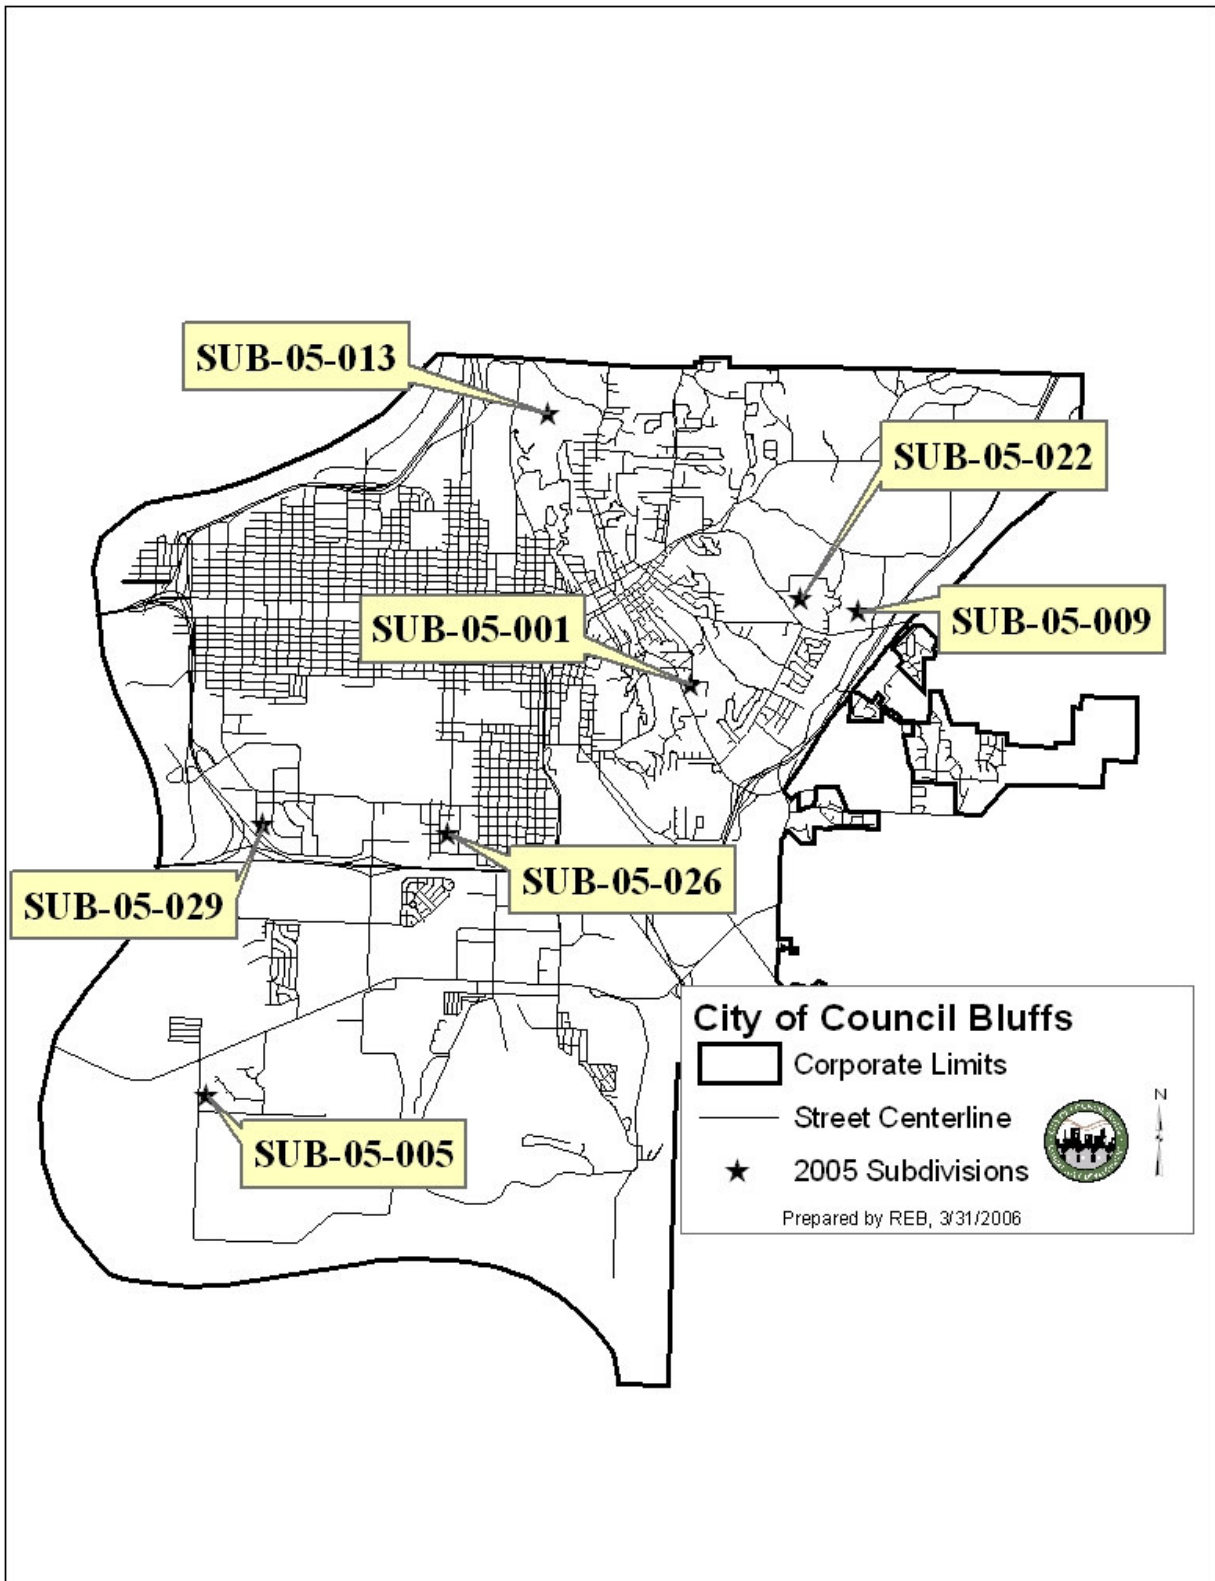 SUB-05-013
SUB-05-022
SUB-05-001
SUB-05-009
SUB-05-029
SUB-05-026
SUB-05-005
City of Council Bluffs
Corporate Limits
Street Centerline
2005 Subdivisions
Prepared by REB, 3/31/2006
N